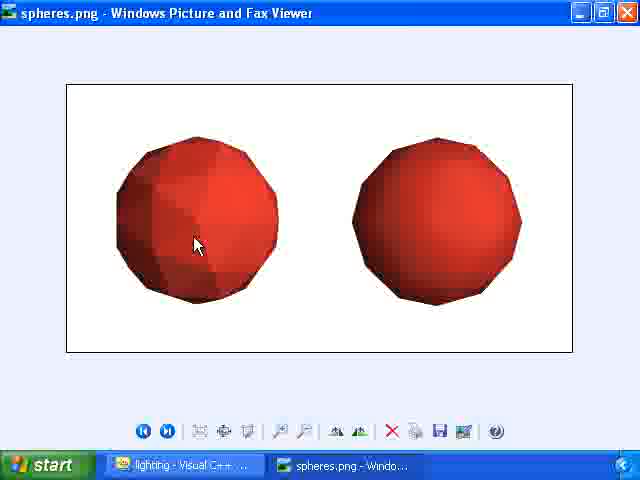 spheres.png - Windows Picture and Fax Viewer
start
lighting - Visual C++ ...
spheres.png - Windo...